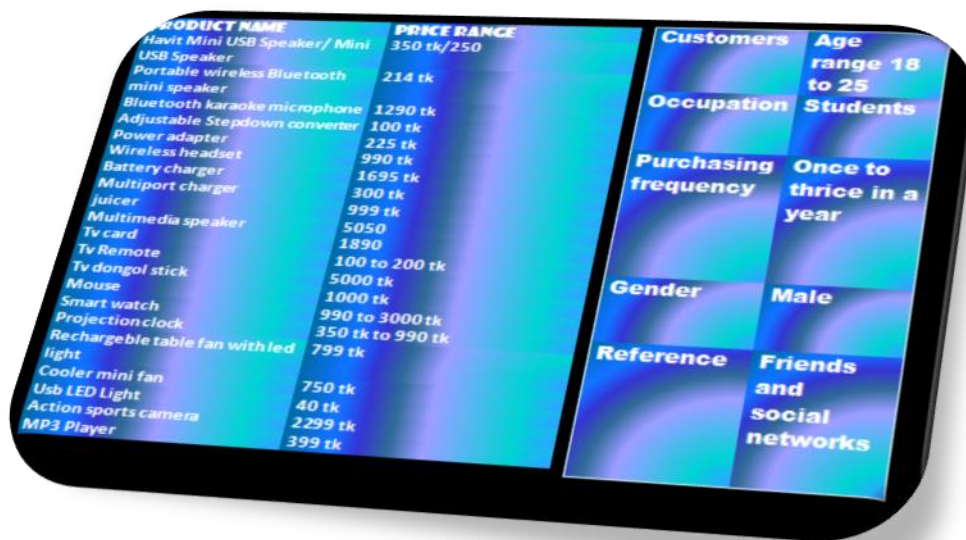 PRODUCT NAME PRICE RANGE
Havit Mini USB Speaker/ Mini 350 tk/250
USB Speaker
Portable wireless Bluetooth 214 tk
mini speaker
Bluetooth karaoke microphone 1290 tk
Adjustable Stepdown converter 100 tk
Power adapter 225 tk
Wireless headset 990 tk
Battery charger 1695 tk
Multiport charger 300 tk
juicer 999 tk
Multimedia speaker 5050
Tv card 1890
Tv Remote 100 to 200 tk
Tv dongol stick 5000 tk
Mouse 1000 tk
Smart watch 990 to 3000 tk
Projection clock 350 tk to 990 tk
Rechargeble table fan with led 799 tk
light
Cooler mini fan 750 tk
Usb LED Light 40 tk
Action sports camera 2299 tk
MP3 Player 399 tk
Customers Age
range 18
to 25
Occupation Students
Purchasing Once to
frequency thrice in a
year
Gender Male
Reference Friends
and
social
networks